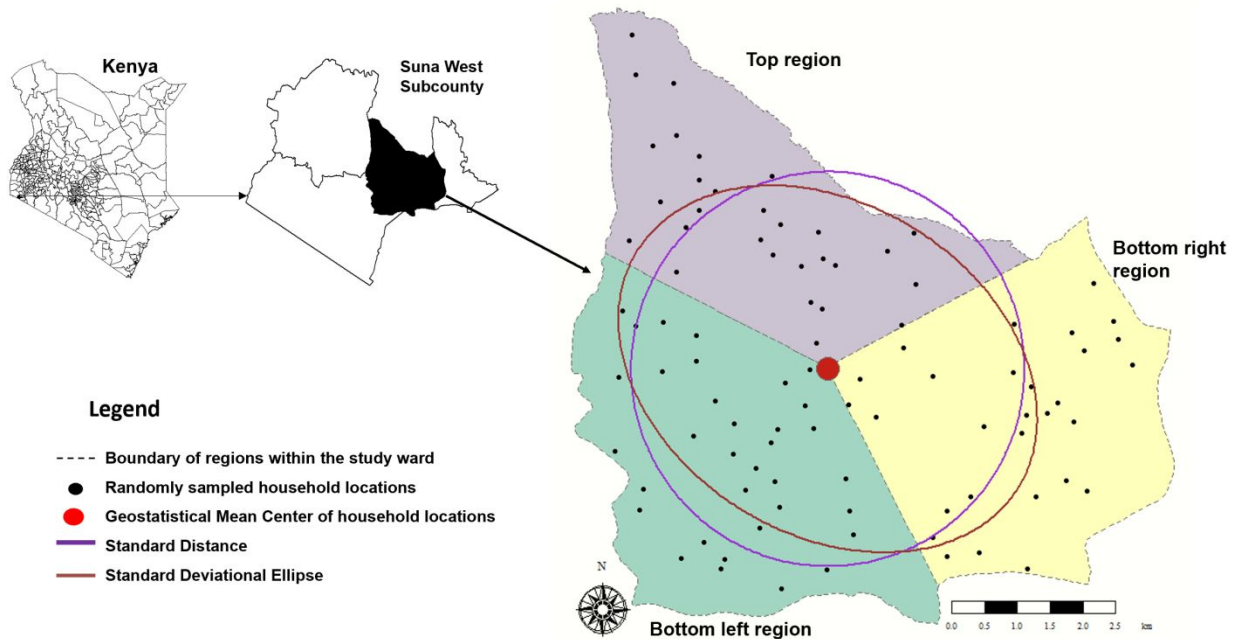 Kenya
Suna West
Subcounty
Top region
Bottom right
region
Legend
Boundary of regions within the study ward
Randomly sampled household locations
Geostatistical Mean Center of household locations
Standard Distance
Standard Deviational Ellipse
N
Bottom left region
0.0 0.5 1.0 1.5 2.0 2.5
km